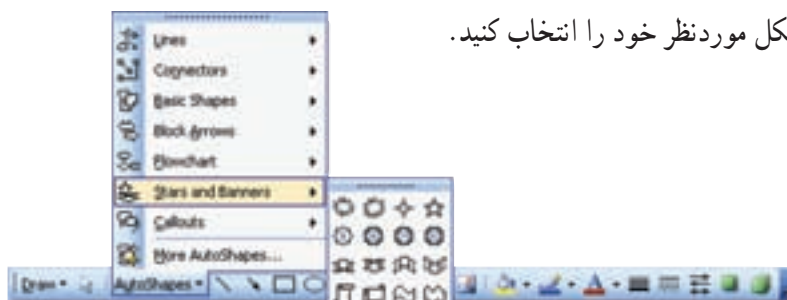 کل موردنظر خود را انتخاب کنید.
Lines
Connectors
Basic Shapes
Block Arrows
Flowchart
Stars and Banners
Callouts
More AutoShapes...
Draw
AutoShapes